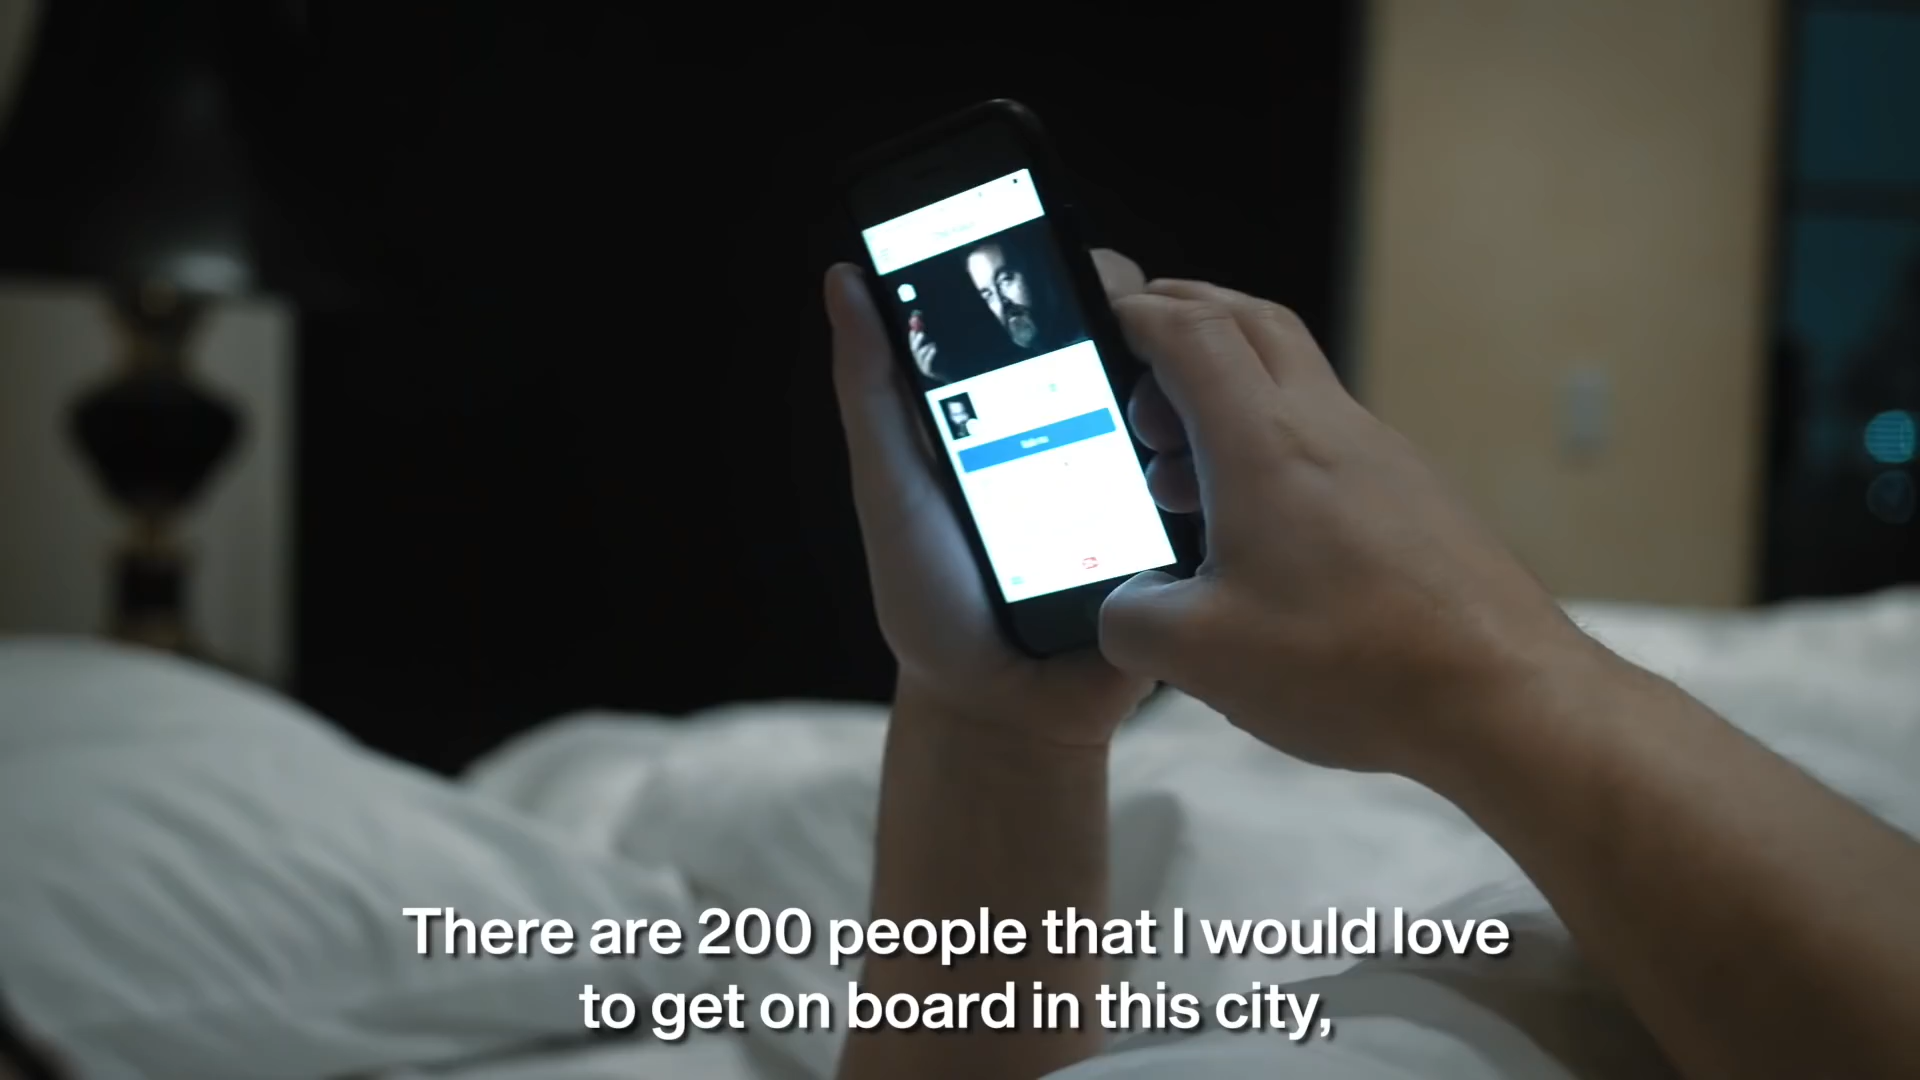 There are 200 people that I would love
to get on board in this city,